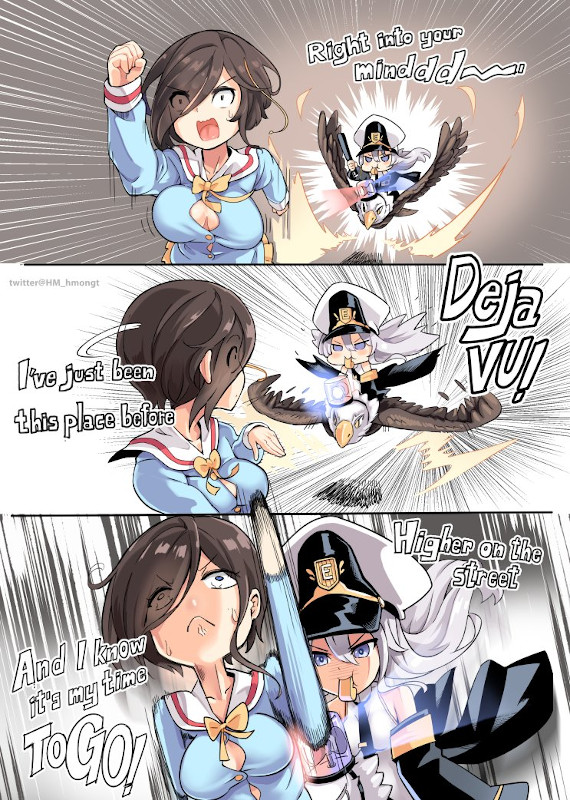 Right into your
minddd~
twitter@HM_hmongt
Deja
VU!
I've just been
this place before
E
Higher on the
street
E
And I know
it's my time
To GO!